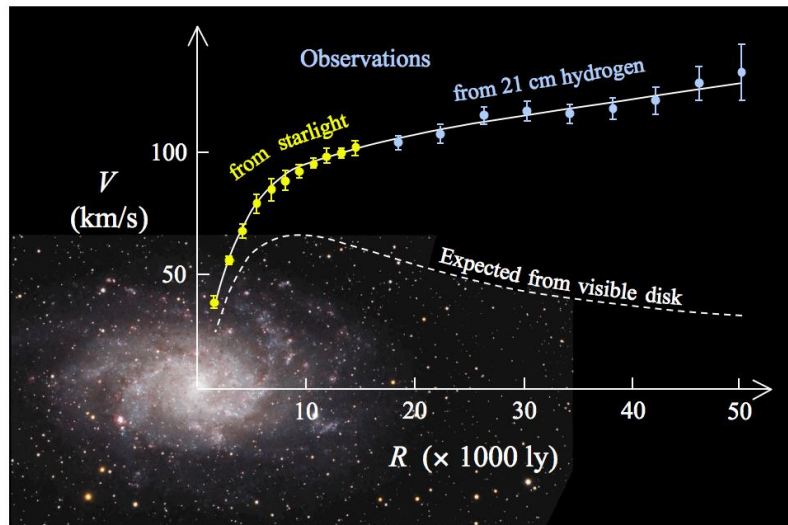 Observations
from 21 cm hydrogen
from starlight
100
V
(km/s)
50
Expected from visible disk
10 20 30 40 50
R (× 1000 ly)